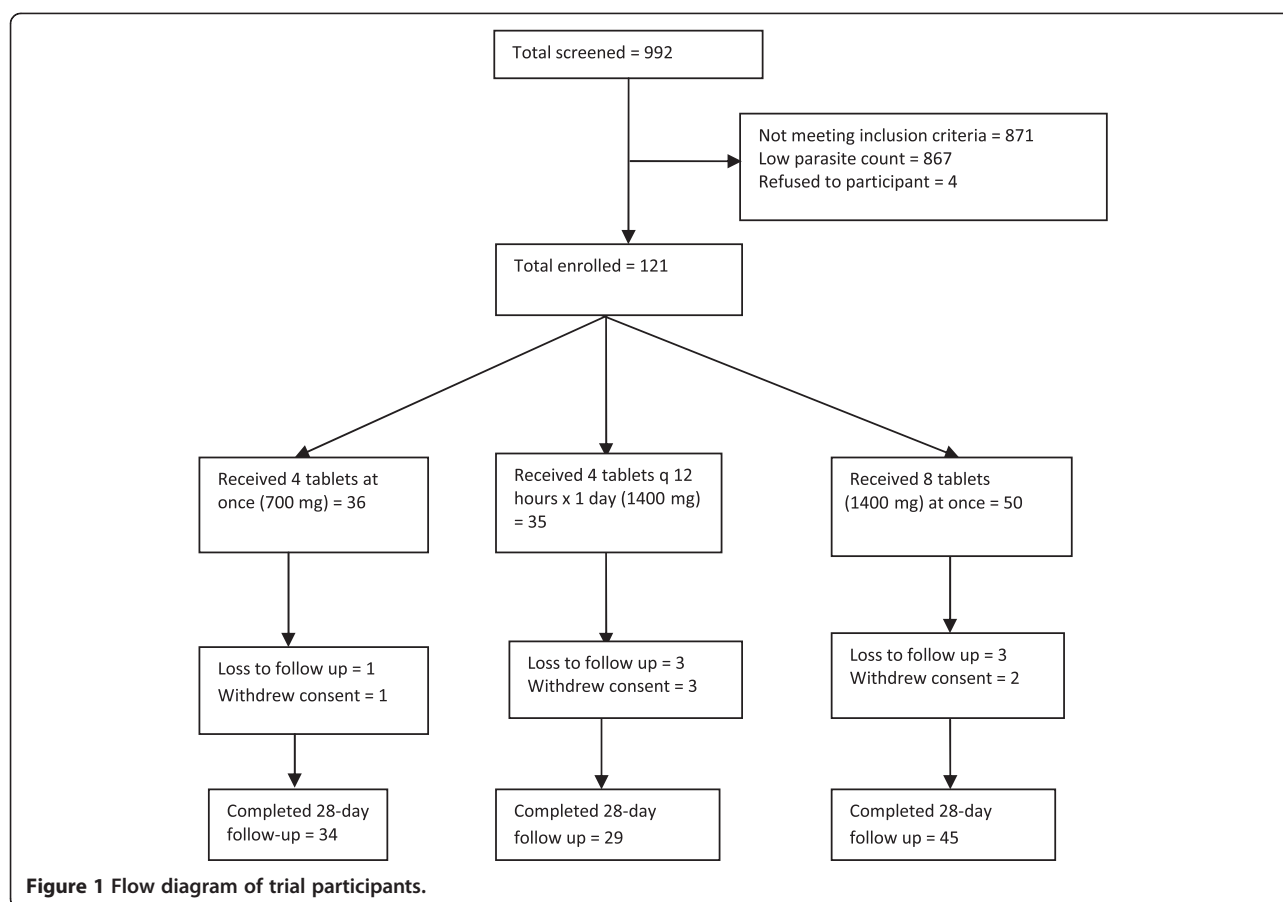 Total screened = 992
Not meeting inclusion criteria = 871
Low parasite count = 867
Refused to participant = 4
Total enrolled = 121
Received 4 tablets at
once (700 mg) = 36
Received 4 tablets q 12
hours x 1 day (1400 mg)
= 35
Received 8 tablets
(1400 mg) at once = 50
Loss to follow up = 1
Withdrew consent = 1
Loss to follow up = 3
Withdrew consent = 3
Loss to follow up = 3
Withdrew consent = 2
Completed 28-day
follow-up = 34
Completed 28-day
follow up = 29
Completed 28-day
follow up = 45
Figure 1 Flow diagram of trial participants.